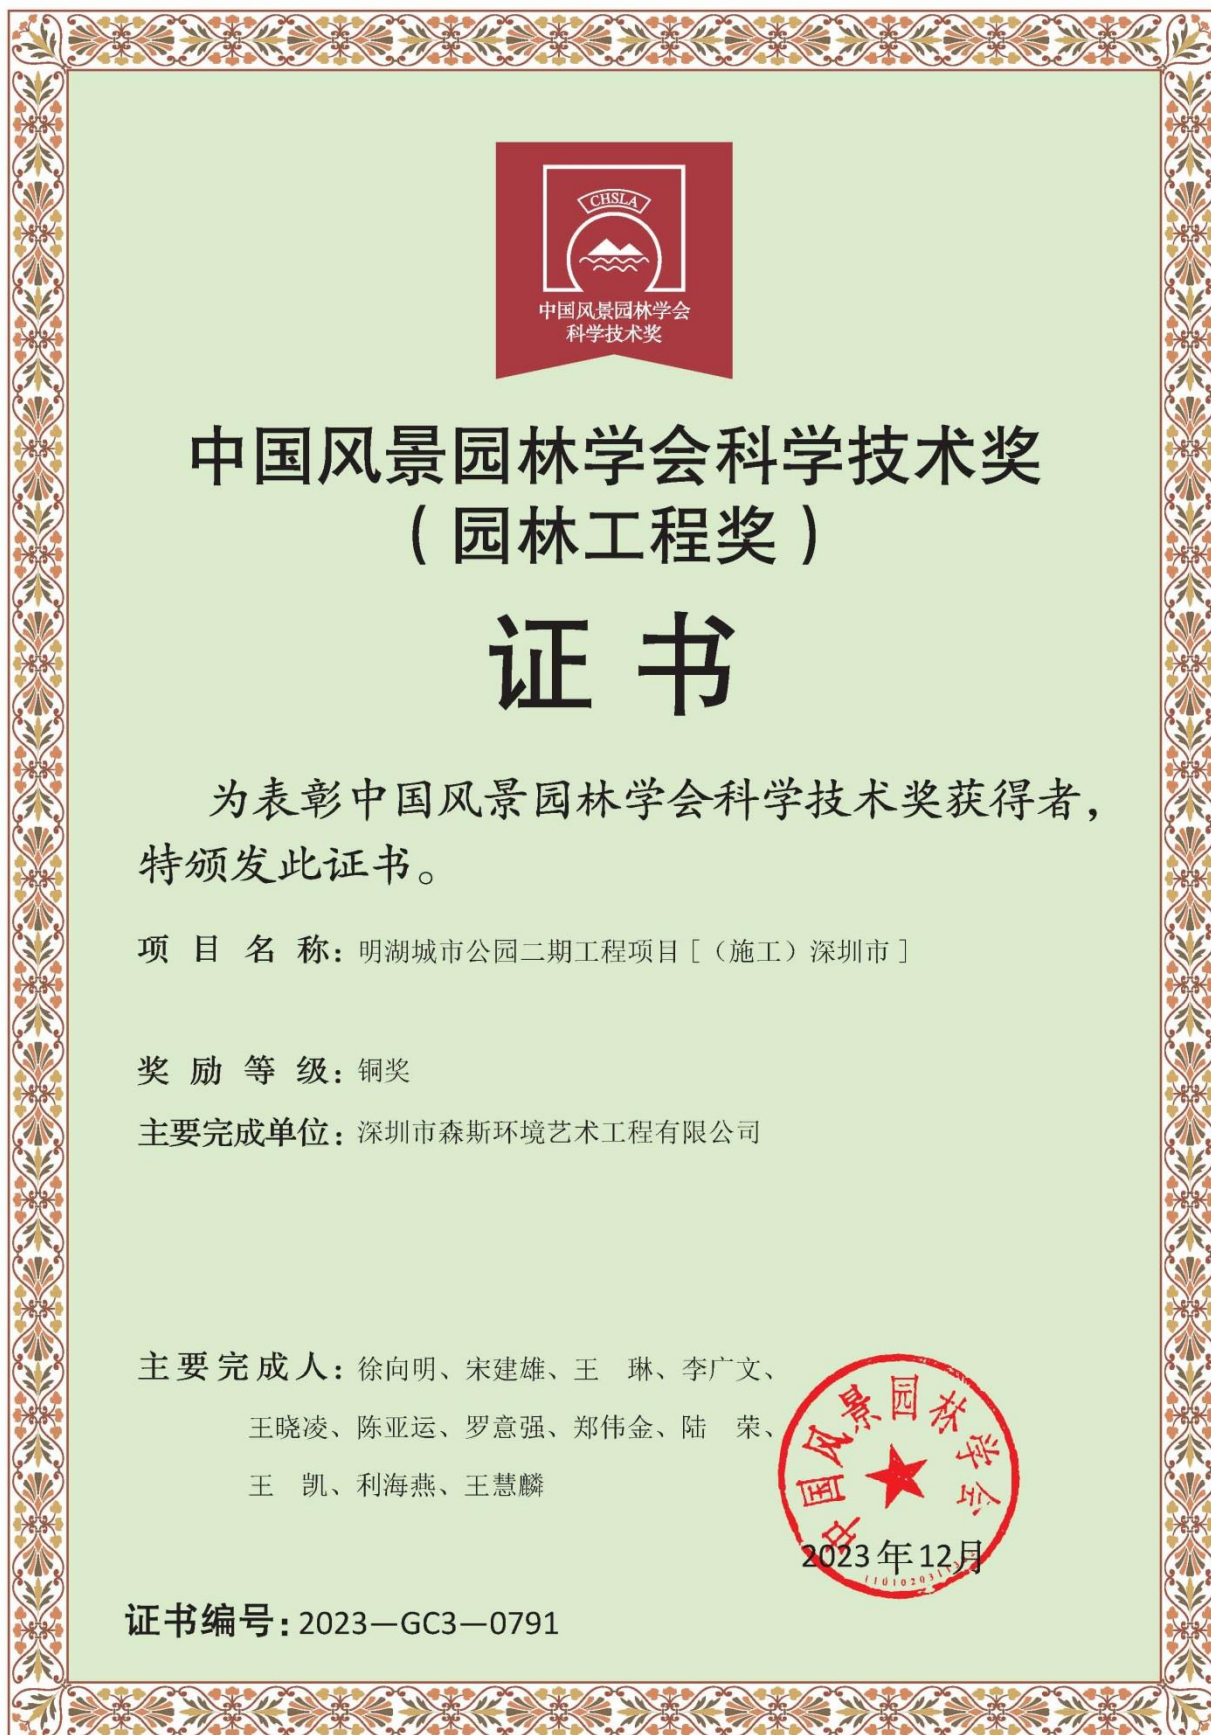 CHSLA
中国风景园林学会
科学技术奖
中国风景园林学会科学技术奖
（园林工程奖）
证书
为表彰中国风景园林学会科学技术奖获得者，
特颁发此证书。
项目名称：明湖城市公园二期工程项目［（施工）深圳市］
奖励等级：铜奖
主要完成单位：深圳市森斯环境艺术工程有限公司
主要完成人：徐向明、宋建雄、王　琳、李广文、
王晓凌、陈亚运、罗意强、郑伟金、陆　荣、
王　凯、利海燕、王慧麟
中国风景园林学会
2023年12月
证书编号：2023—GC3—0791